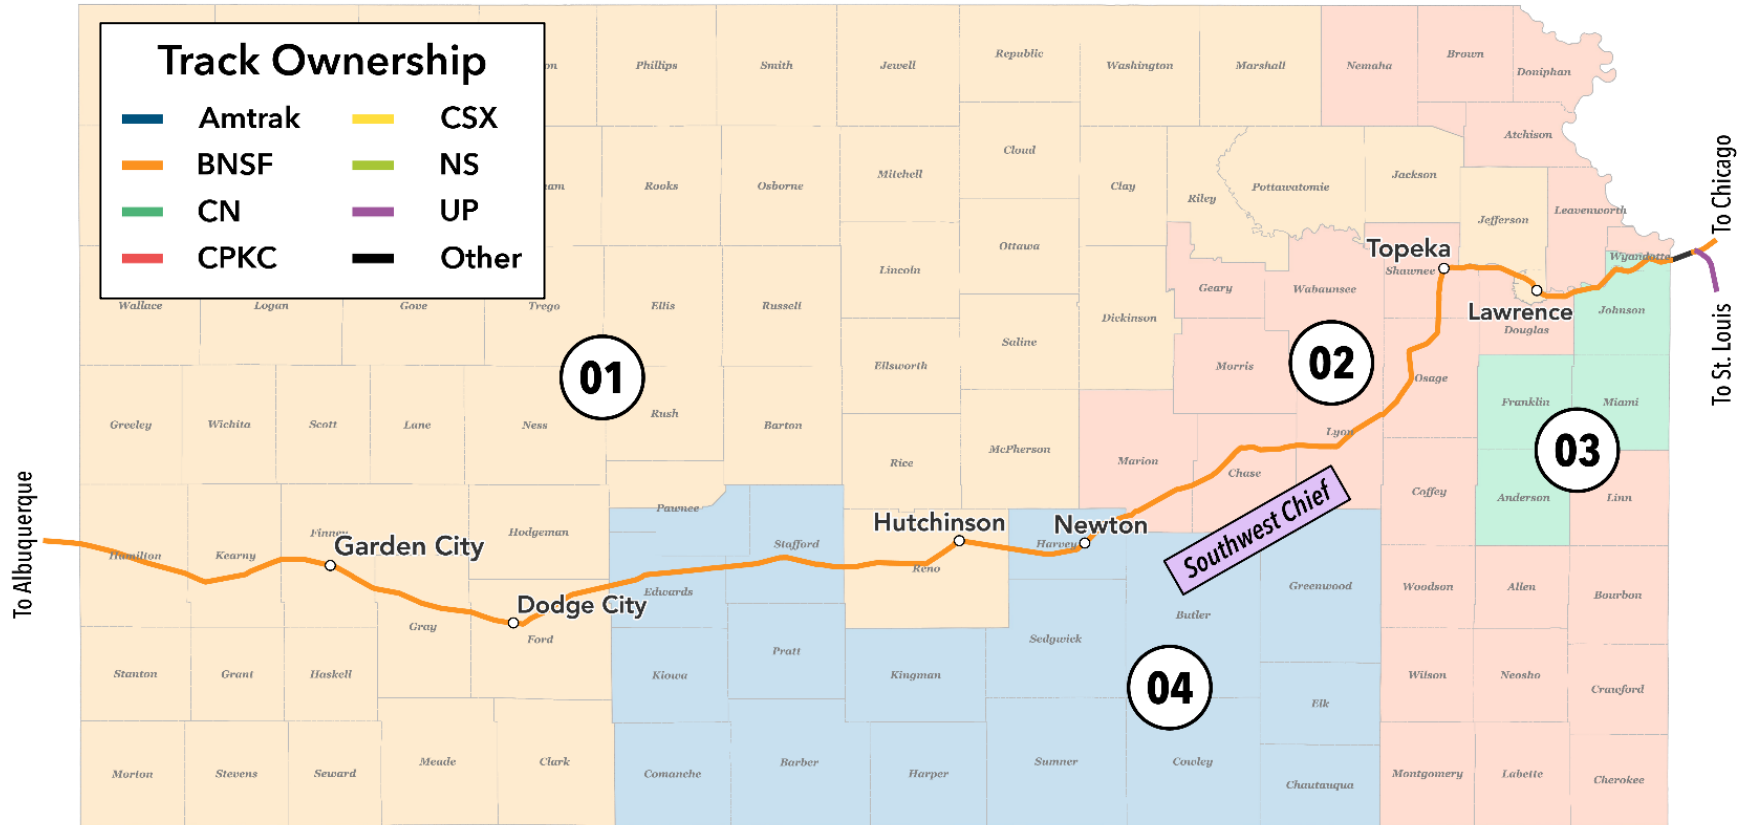 Track Ownership
Amtrak CSX
BNSF NS
CN UP
CPKC Other
on Phillips Smith Jewell Republic Washington Marshall Nemaha Brown Doniphan
Atchison
am Rooks Osborne Mitchell Cloud Clay Riley Pottawatomie Jackson Jefferson Leavenworth
To Chicago
Wallace Logan Gove Trego Ellis Russell Lincoln Ottawa Dickinson Geary Wabaunsee Shawnee Topeka Wyandotte
Lawrence
Douglas Johnson
To St. Louis
01
02
Ellsworth Saline Morris Osage Franklin Miami
03
Greeley Wichita Scott Lane Ness Rush Barton Rice McPherson Marion Chase Lyon Coffey Anderson Linn
Southwest Chief
To Albuquerque
Hamilton Kearny Finney Garden City Hodgeman Pawnee Stafford Hutchinson Reno Harvey Newton
Dodge City
Gray Ford Edwards Sedgwick Butler Greenwood Woodson Allen Bourbon
Stanton Grant Haskell Kiowa Pratt Kingman
04
Elk Wilson Neosho Crawford
Morton Stevens Seward Meade Clark Comanche Barber Harper Sumner Cowley Chautauqua Montgomery Labette Cherokee